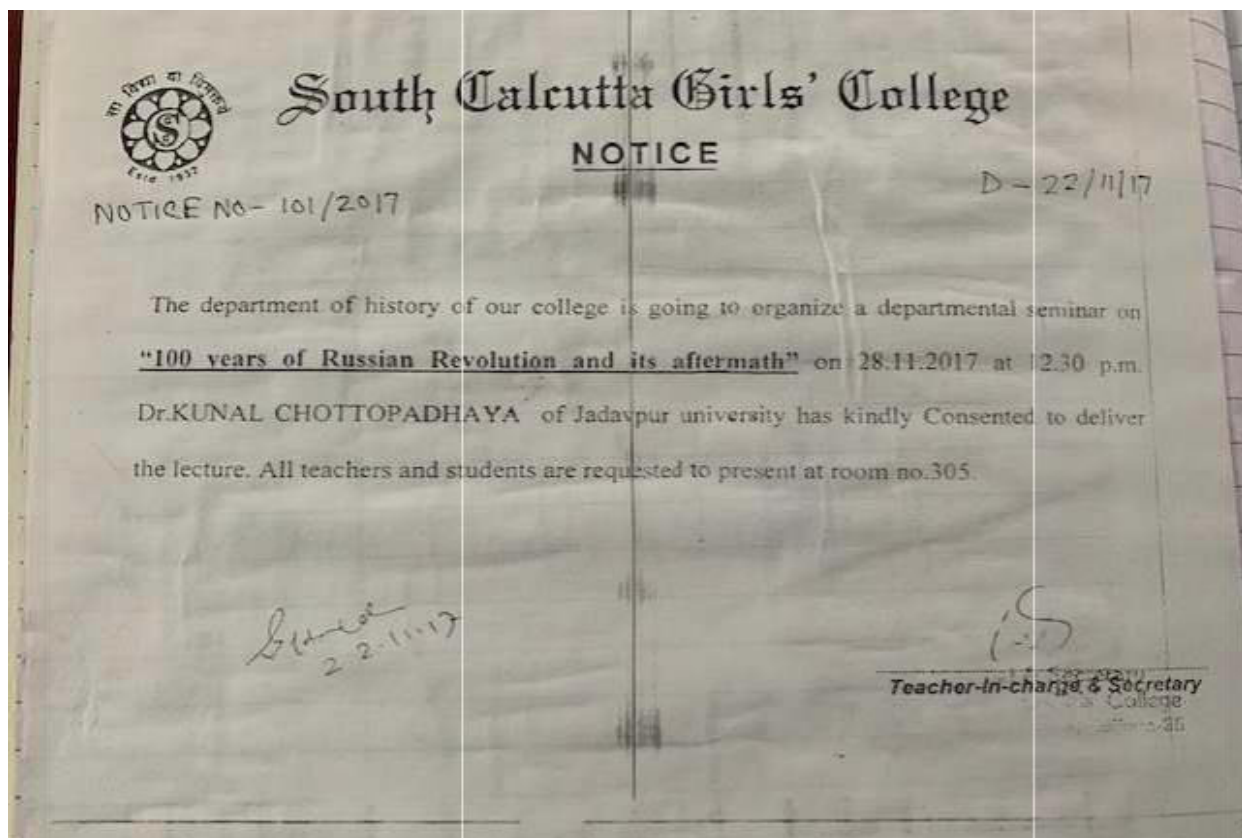 South Calcutta Girls' College
NOTICE
सा विद्या या विमुक्तये
S
Estd. 1932
D - 22/11/17
NOTICE NO- 101/2017
The department of history of our college is going to organize a departmental seminar on
“100 years of Russian Revolution and its aftermath” on 28.11.2017 at 12.30 p.m.
Dr.KUNAL CHOTTOPADHAYA of Jadavpur university has kindly Consented to deliver
the lecture. All teachers and students are requested to present at room no.305.
22.11.17
Teacher-in-charge & Secretary
College